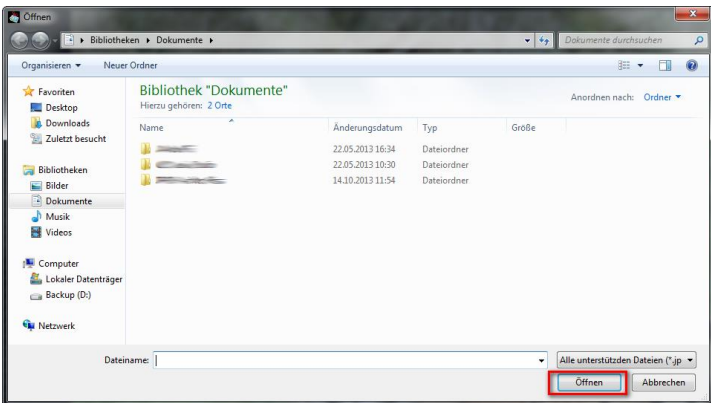 Öffnen
Bibliotheken Dokumente
Dokumente durchsuchen
Organisieren Neuer Ordner
Favoriten
Desktop
Downloads
Zuletzt besucht
Bibliotheken
Bilder
Dokumente
Musik
Videos
Computer
Lokaler Datenträger
Backup (D:)
Netzwerk
Bibliothek "Dokumente"
Hierzu gehören: 2 Orte
Anordnen nach: Ordner
Name Änderungsdatum Typ Größe
22.05.2013 16:34 Dateiordner
22.05.2013 10:30 Dateiordner
14.10.2013 11:54 Dateiordner
Dateiname:
Alle unterstützden Dateien (*.jp
Öffnen Abbrechen